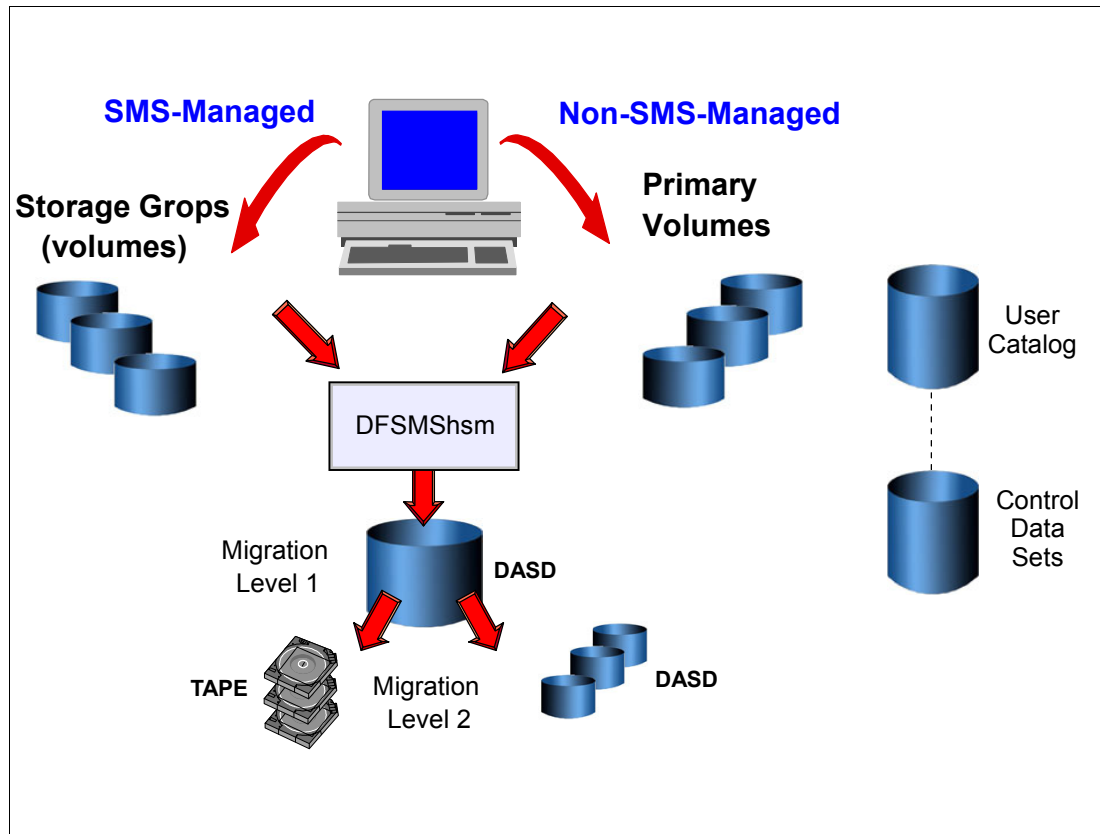 SMS-Managed
Non-SMS-Managed
Storage Grops
(volumes)
Primary
Volumes
User
Catalog
DFSMShsm
Control
Data
Sets
Migration
Level 1
DASD
TAPE
Migration
Level 2
DASD